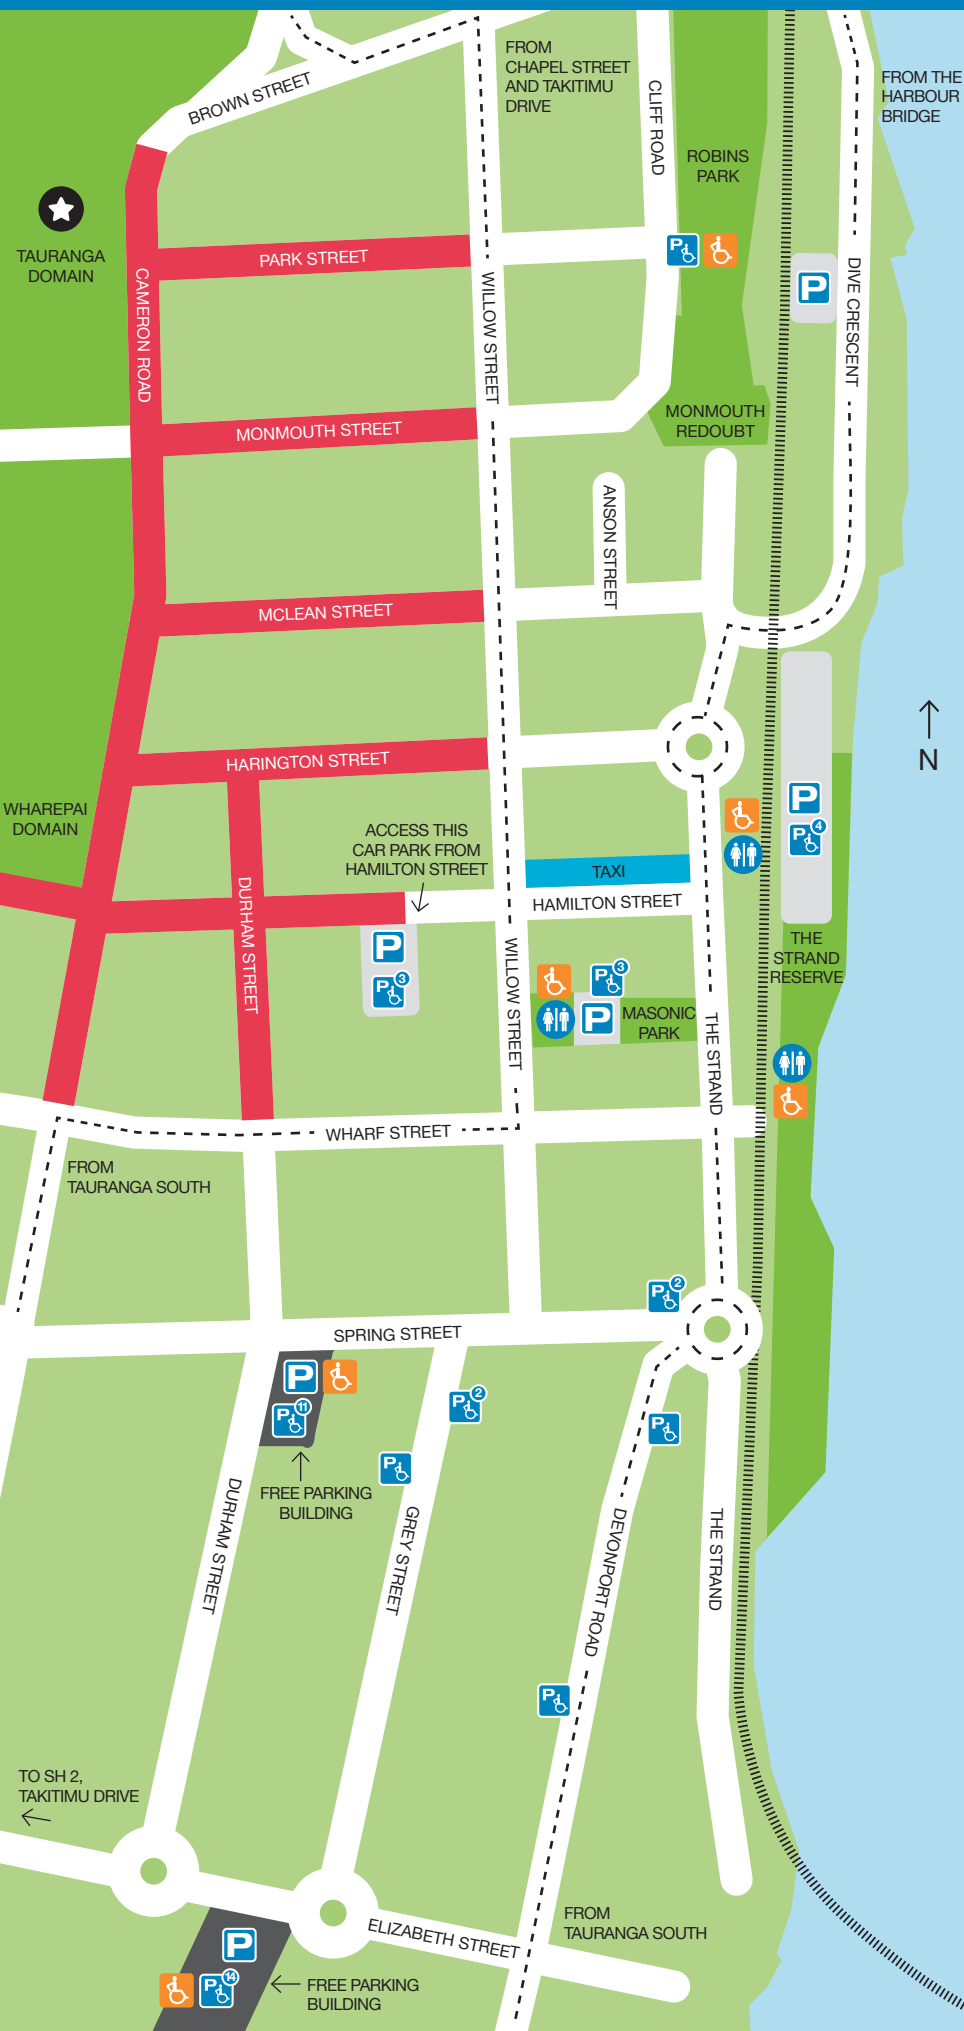 FROM
CHAPEL STREET
AND TAKITIMU
DRIVE
FROM THE
HARBOUR
BRIDGE
BROWN STREET
CLIFF ROAD
ROBINS
PARK
TAURANGA
DOMAIN
CAMERON ROAD
PARK STREET
P
WILLOW STREET
P
DIVE CRESCENT
MONMOUTH STREET
MONMOUTH
REDOUBT
ANSON STREET
MCLEAN STREET
N
HARINGTON STREET
WHAREPAI
DOMAIN
ACCESS THIS
CAR PARK FROM
HAMILTON STREET
P
P 4
TAXI
HAMILTON STREET
DURHAM STREET
P
P 3
WILLOW STREET
P 3
P
MASONIC
PARK
THE
STRAND
RESERVE
THE STRAND
WHARF STREET
FROM
TAURANGA SOUTH
P 2
SPRING STREET
P
P 11
P 2
P
P
FREE PARKING
BUILDING
DURHAM STREET
GREY STREET
DEVONPORT ROAD
THE STRAND
P
TO SH 2,
TAKITIMU DRIVE
ELIZABETH STREET
FROM
TAURANGA SOUTH
P
P 14
FREE PARKING
BUILDING